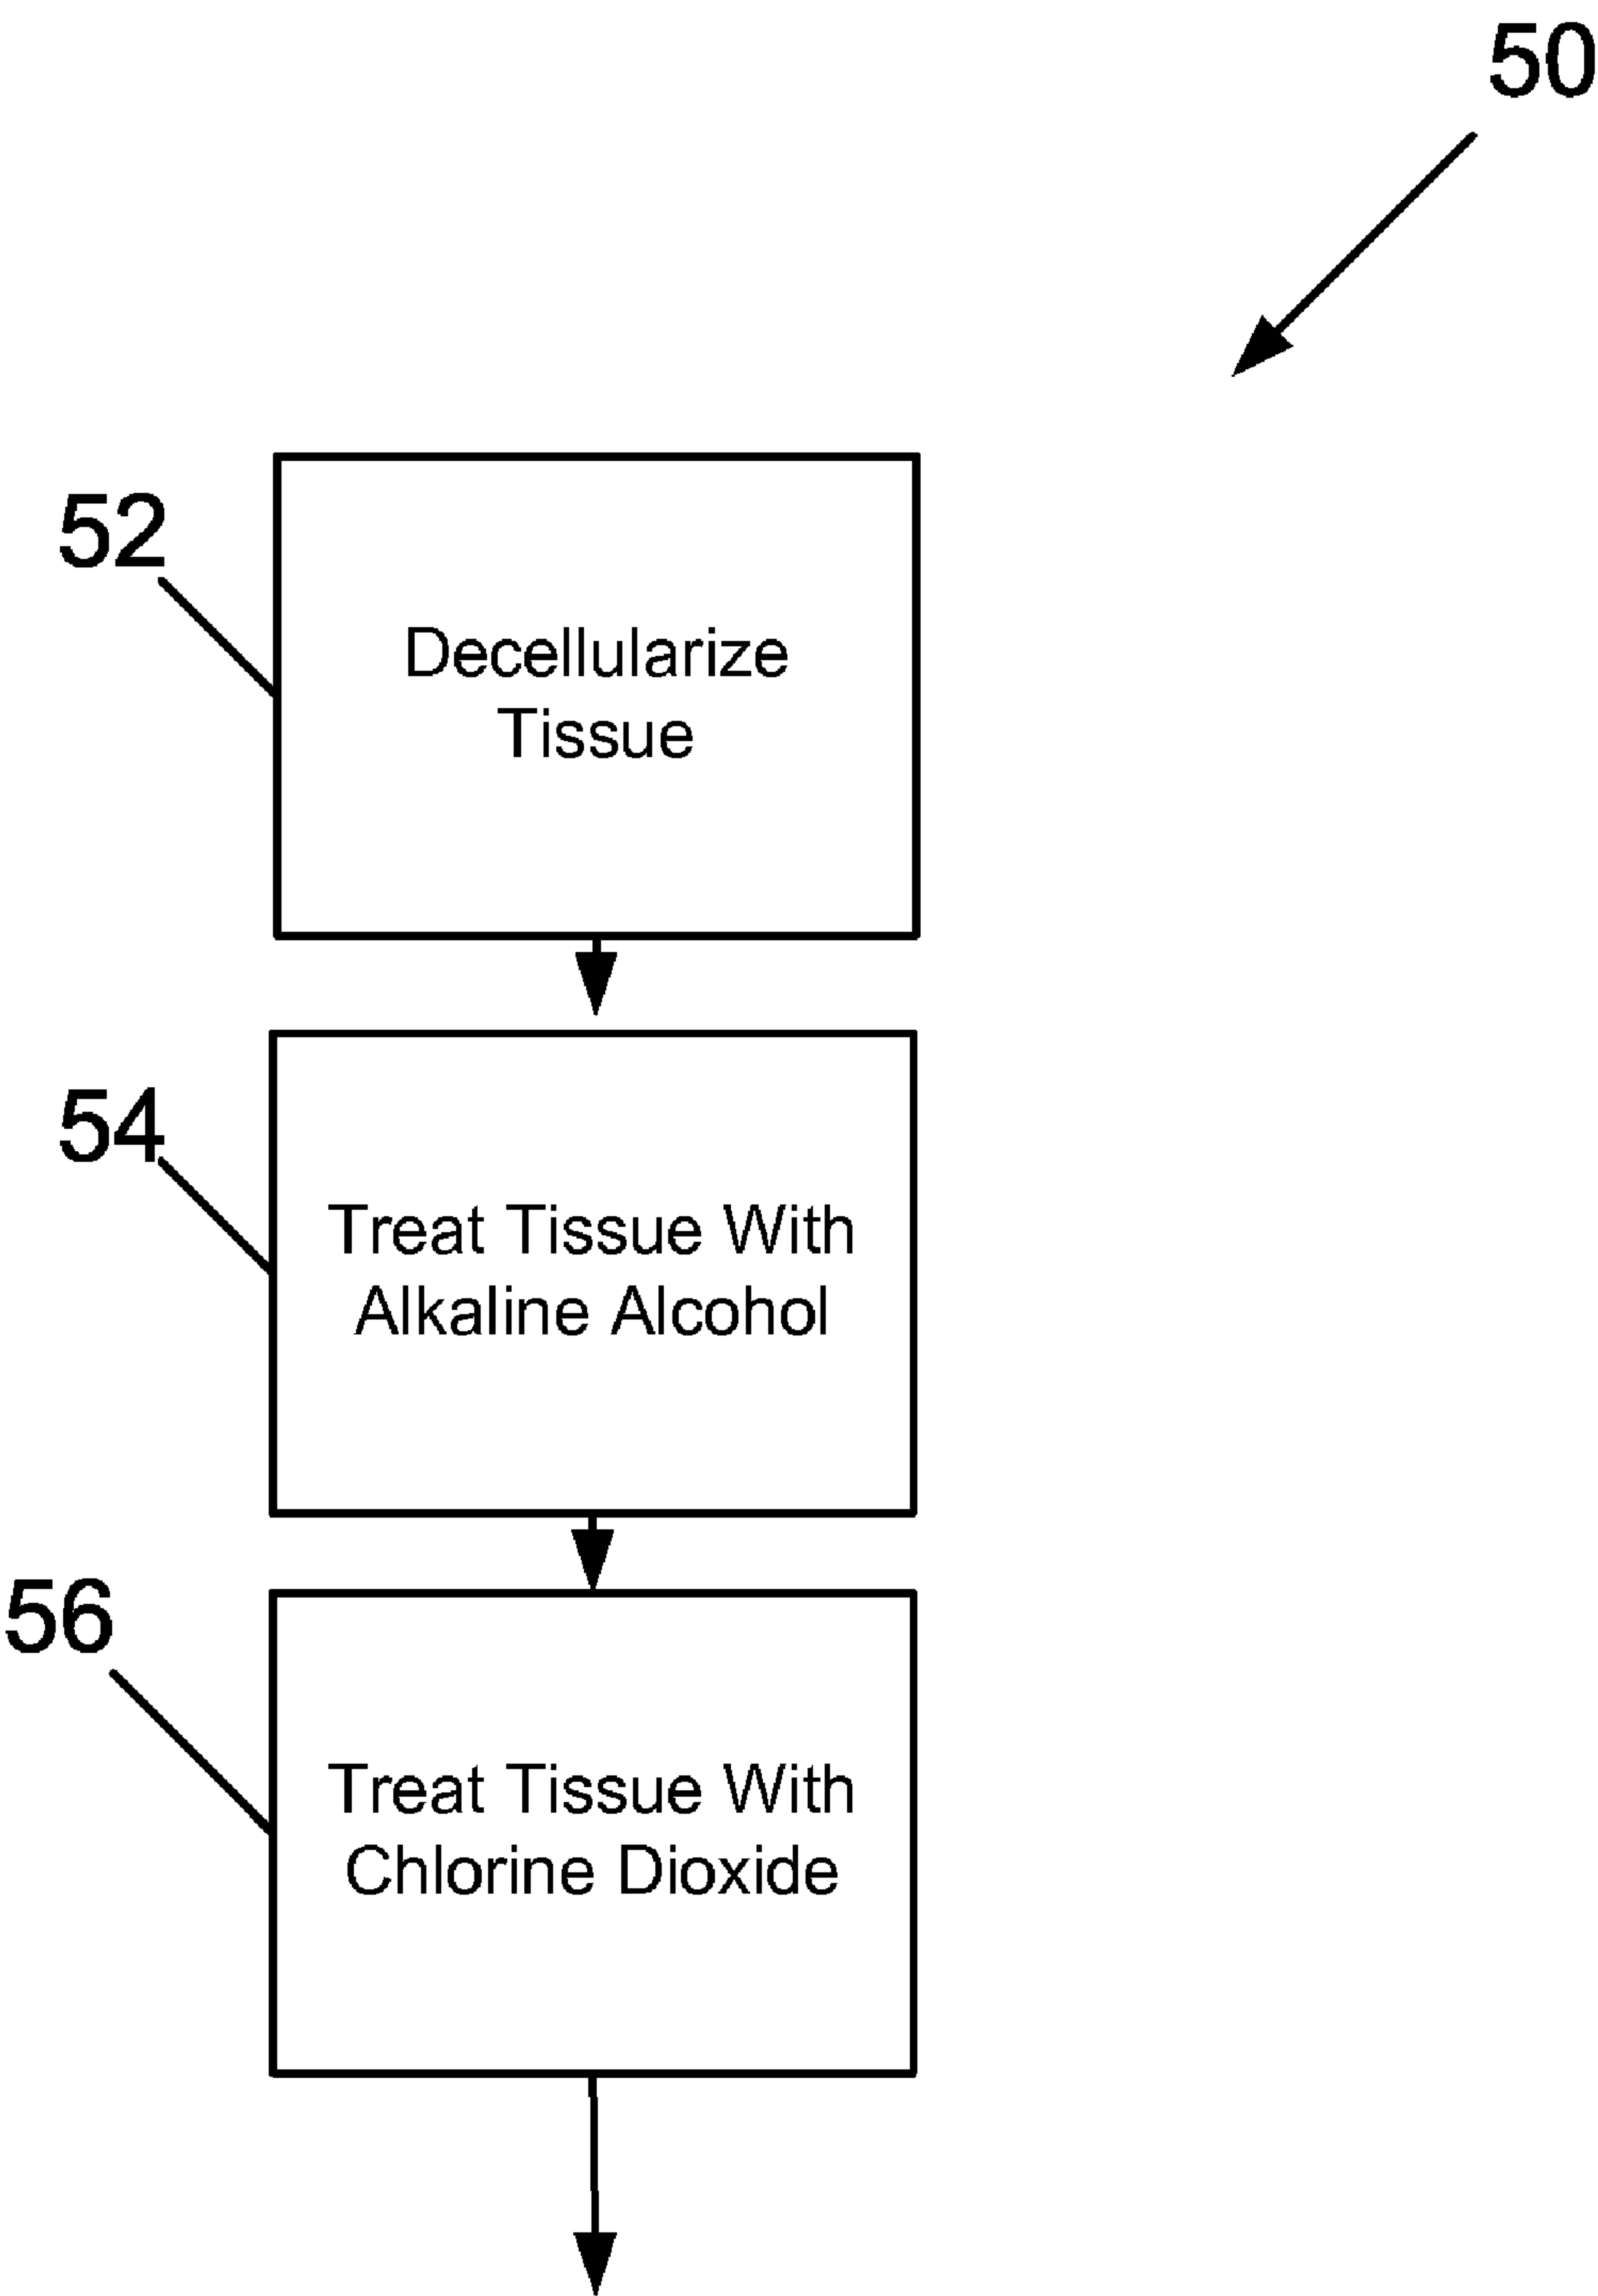 50
52
Decellularize
Tissue
54
Treat Tissue With
Alkaline Alcohol
56
Treat Tissue With
Chlorine Dioxide